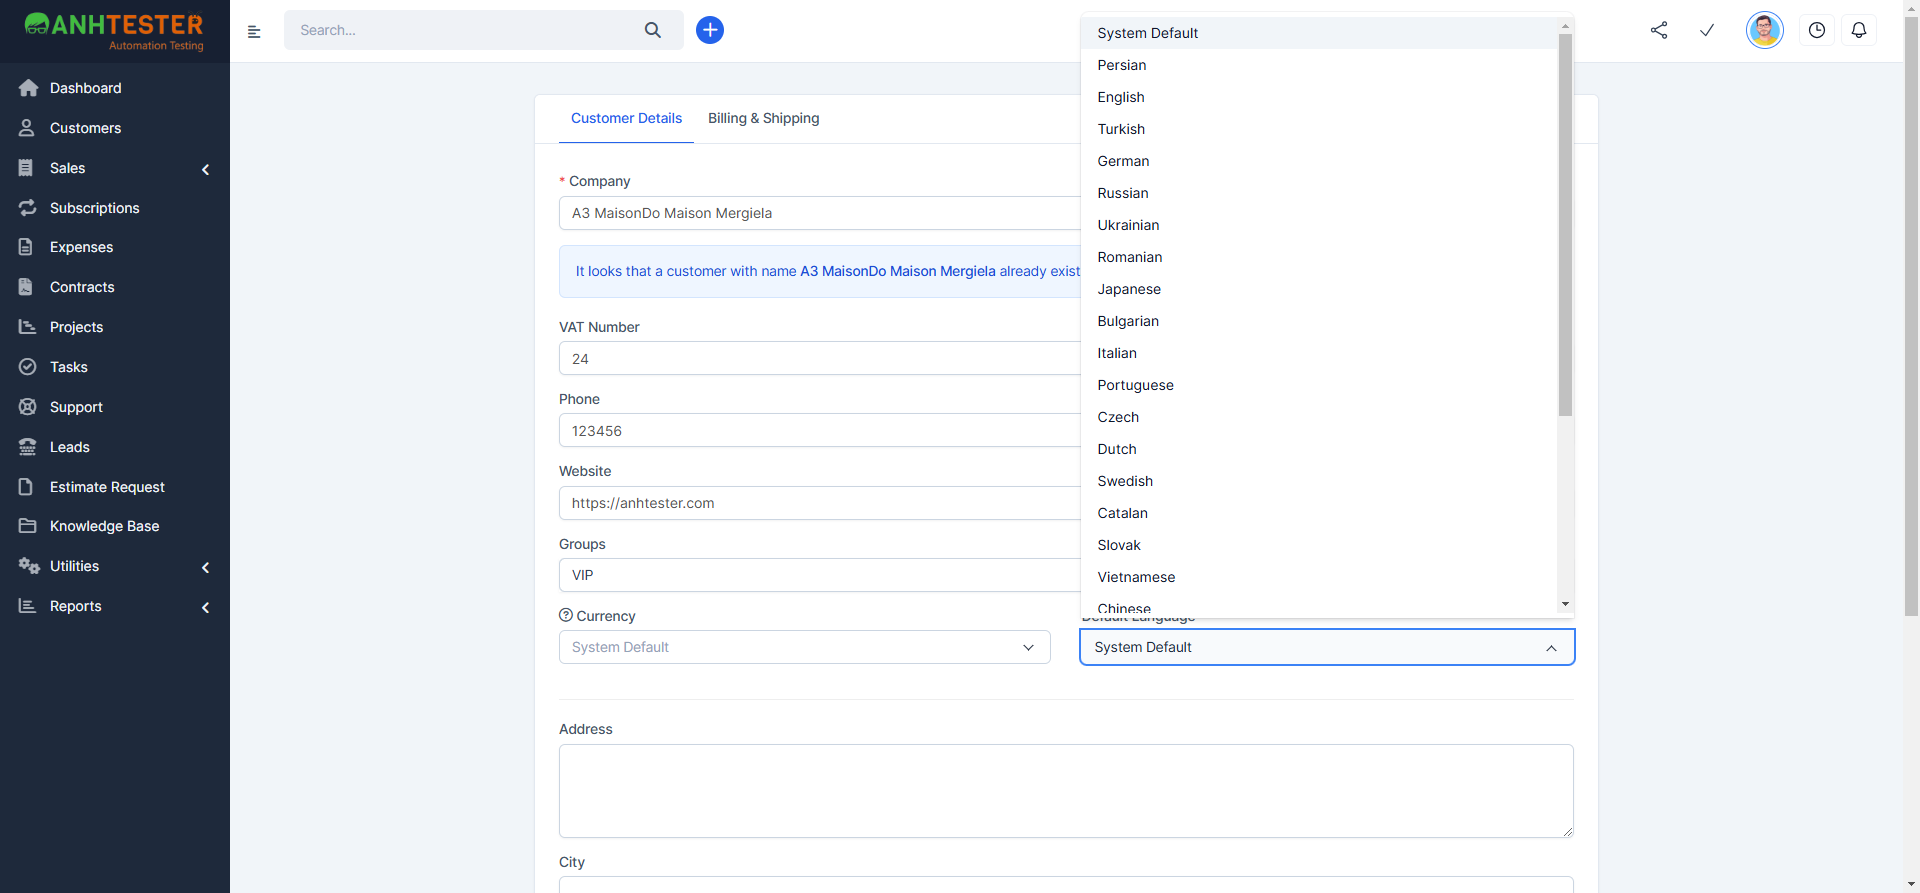 ANHTESTER
Automation Testing
Dashboard
Customers
Sales
Subscriptions
Expenses
Contracts
Projects
Tasks
Support
Leads
Estimate Request
Knowledge Base
Utilities
Reports
Search...
Customer Details
Billing & Shipping
* Company
A3 MaisonDo Maison Mergiela
It looks that a customer with name A3 MaisonDo Maison Mergiela already exist
VAT Number
24
Phone
123456
Website
https://anhtester.com
Groups
VIP
Currency
System Default
System Default
Persian
English
Turkish
German
Russian
Ukrainian
Romanian
Japanese
Bulgarian
Italian
Portuguese
Czech
Dutch
Swedish
Catalan
Slovak
Vietnamese
Chinese
Default Language
System Default
Address
City